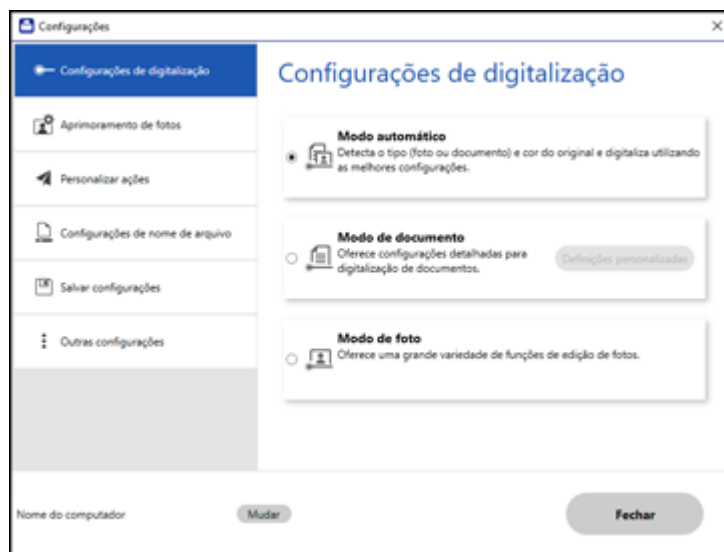 Configurações
Configurações de digitalização
Aprimoramento de fotos
Personalizar ações
Configurações de nome de arquivo
Salvar configurações
Outras configurações
Configurações de digitalização
Modo automático
Detecta o tipo (foto ou documento) e cor do original e digitaliza utilizando
as melhores configurações.
Modo de documento
Oferece configurações detalhadas para
digitalização de documentos.
Definições personalizadas
Modo de foto
Oferece uma grande variedade de funções de edição de fotos.
Nome do computador
Mudar
Fechar